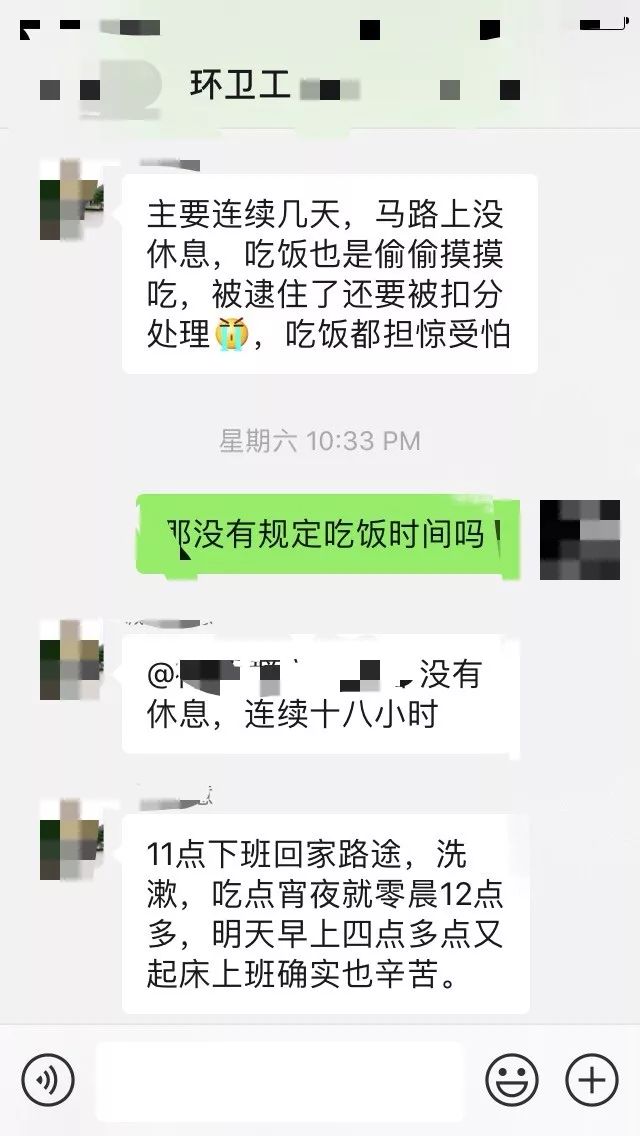 环卫工
主要连续几天，马路上没
休息，吃饭也是偷偷摸摸
吃，被逮住了还要被扣分
处理😭，吃饭都担惊受怕
星期六 10:33 PM
那没有规定吃饭时间吗
@ 没有
休息，连续十八小时
11点下班回家路途，洗
漱，吃点宵夜就零晨12点
多，明天早上四点多点又
起床上班确实也辛苦。